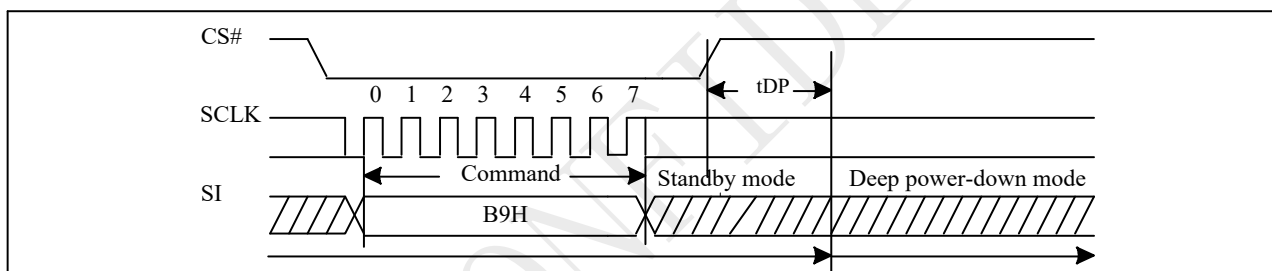 CS#
tDP
0 1 2 3 4 5 6 7
SCLK
Command
Standby mode
Deep power-down mode
SI
B9H